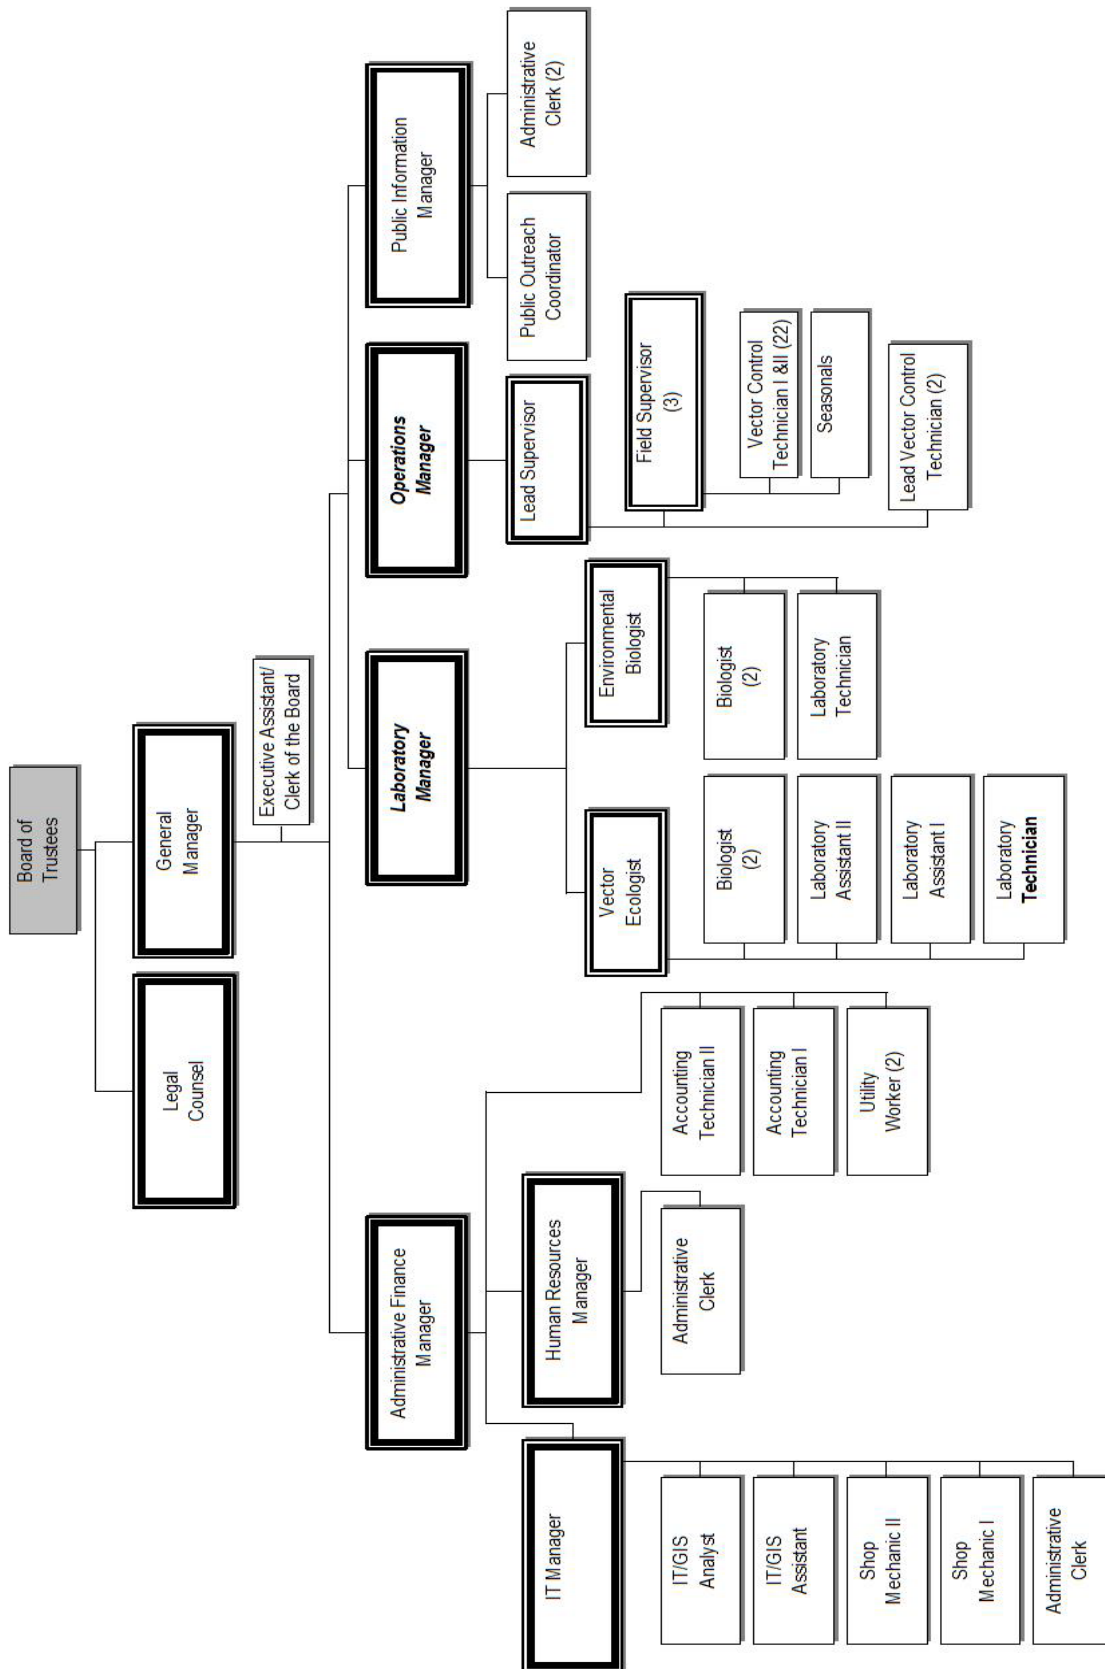 Board of
Trustees
Legal
Counsel
General
Manager
Executive Assistant/
Clerk of the Board
Administrative Finance
Manager
Laboratory
Manager
Operations
Manager
Public Information
Manager
IT Manager
Human Resources
Manager
Vector
Ecologist
Environmental
Biologist
Lead Supervisor
Public Outreach
Coordinator
Administrative
Clerk (2)
IT/GIS
Analyst
IT/GIS
Assistant
Shop
Mechanic II
Shop
Mechanic I
Administrative
Clerk
Administrative
Clerk
Accounting
Technician II
Accounting
Technician I
Utility
Worker (2)
Biologist
(2)
Laboratory
Assistant II
Laboratory
Assistant I
Laboratory
Technician
Biologist
(2)
Laboratory
Technician
Field Supervisor
(3)
Vector Control
Technician I &II (22)
Seasonals
Lead Vector Control
Technician (2)